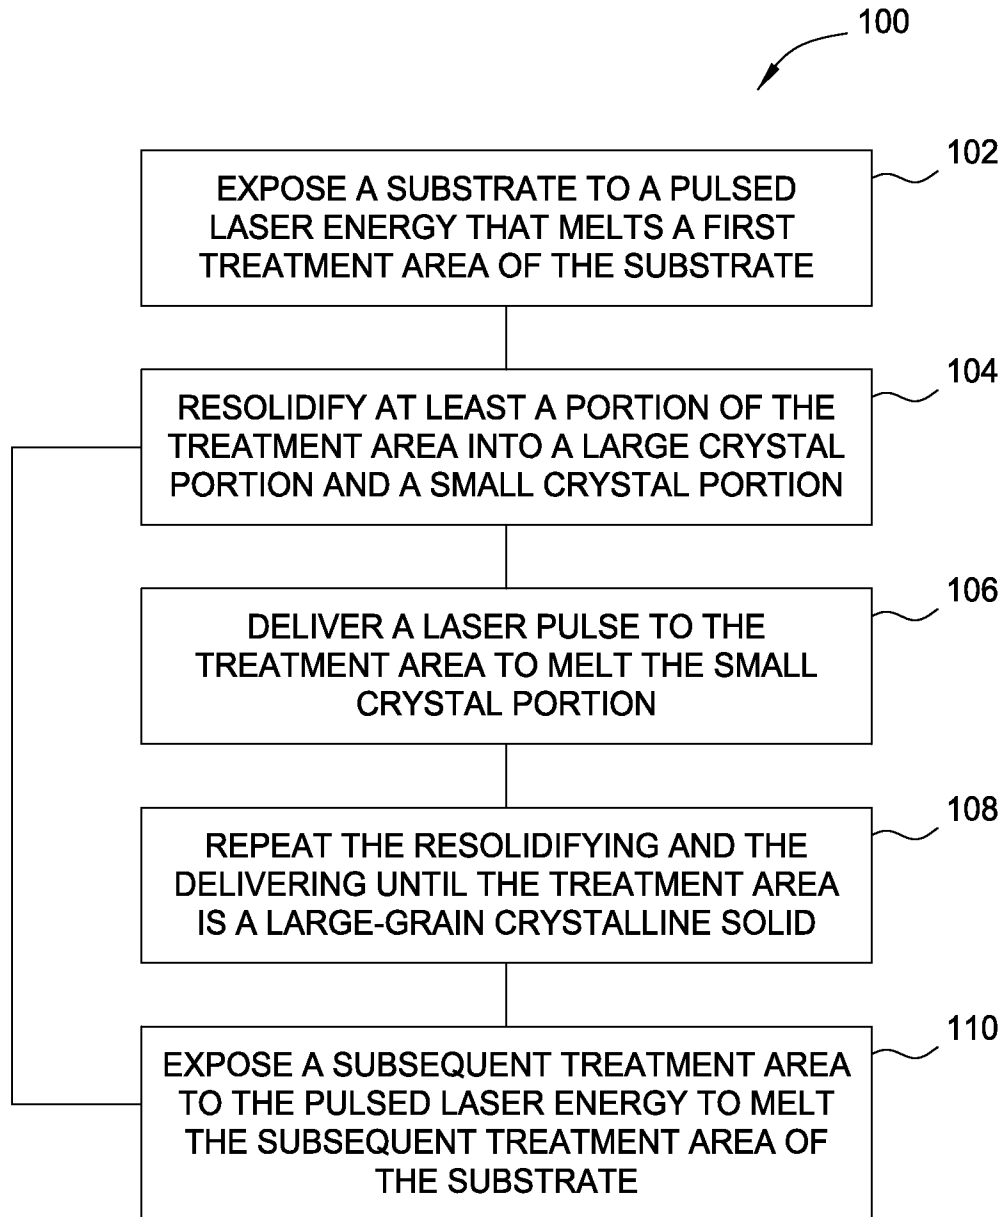 100
102
EXPOSE A SUBSTRATE TO A PULSED
LASER ENERGY THAT MELTS A FIRST
TREATMENT AREA OF THE SUBSTRATE
104
RESOLIDIFY AT LEAST A PORTION OF THE
TREATMENT AREA INTO A LARGE CRYSTAL
PORTION AND A SMALL CRYSTAL PORTION
106
DELIVER A LASER PULSE TO THE
TREATMENT AREA TO MELT THE SMALL
CRYSTAL PORTION
108
REPEAT THE RESOLIDIFYING AND THE
DELIVERING UNTIL THE TREATMENT AREA
IS A LARGE-GRAIN CRYSTALLINE SOLID
110
EXPOSE A SUBSEQUENT TREATMENT AREA
TO THE PULSED LASER ENERGY TO MELT
THE SUBSEQUENT TREATMENT AREA OF
THE SUBSTRATE